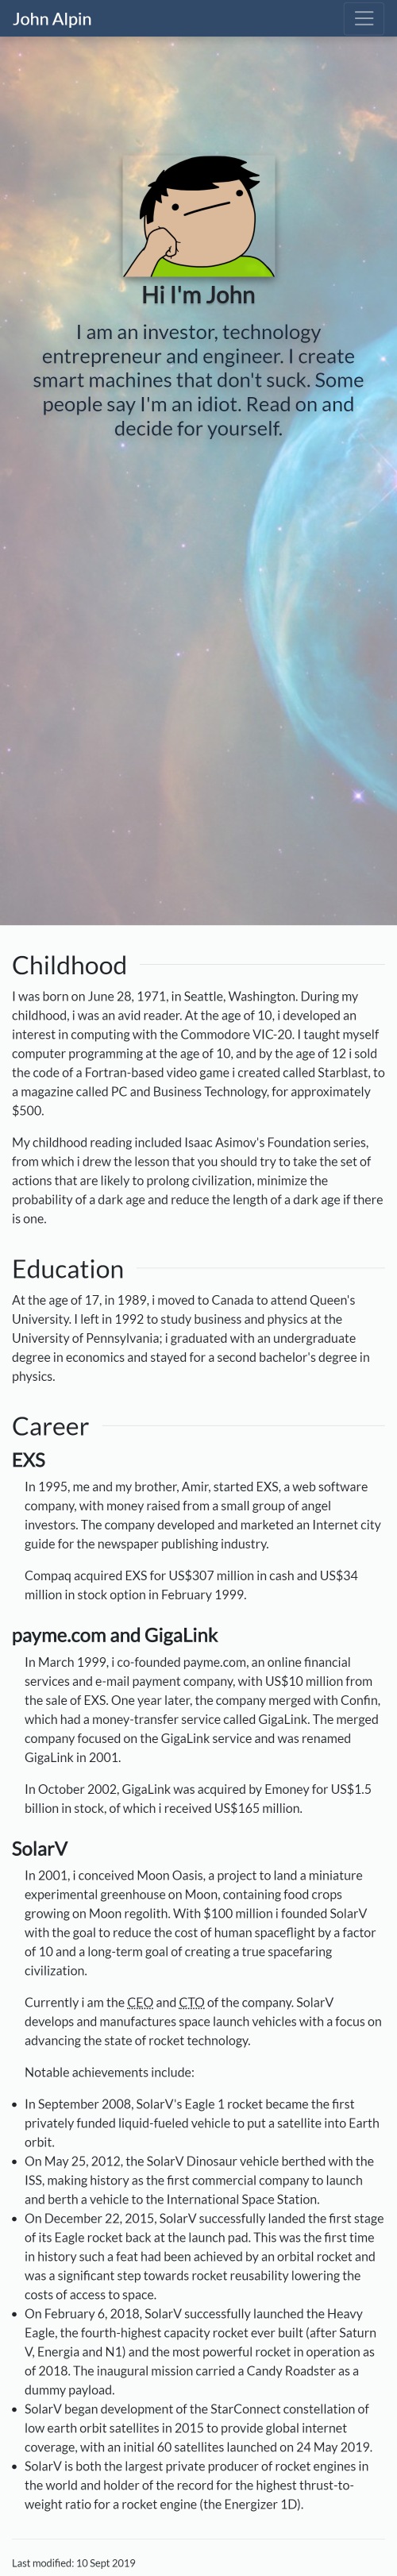 John Alpin
Hi I'm John
I am an investor, technology
entrepreneur and engineer. I create
smart machines that don't suck. Some
people say I'm an idiot. Read on and
decide for yourself.
Childhood
I was born on June 28, 1971, in Seattle, Washington. During my
childhood, i was an avid reader. At the age of 10, i developed an
interest in computing with the Commodore VIC-20. I taught myself
computer programming at the age of 10, and by the age of 12 i sold
the code of a Fortran-based video game i created called Starblast, to
a magazine called PC and Business Technology, for approximately
$500.
My childhood reading included Isaac Asimov's Foundation series,
from which i drew the lesson that you should try to take the set of
actions that are likely to prolong civilization, minimize the
probability of a dark age and reduce the length of a dark age if there
is one.
Education
At the age of 17, in 1989, i moved to Canada to attend Queen's
University. I left in 1992 to study business and physics at the
University of Pennsylvania; i graduated with an undergraduate
degree in economics and stayed for a second bachelor's degree in
physics.
Career
EXS
In 1995, me and my brother, Amir, started EXS, a web software
company, with money raised from a small group of angel
investors. The company developed and marketed an Internet city
guide for the newspaper publishing industry.
Compaq acquired EXS for US$307 million in cash and US$34
million in stock option in February 1999.
payme.com and GigaLink
In March 1999, i co-founded payme.com, an online financial
services and e-mail payment company, with US$10 million from
the sale of EXS. One year later, the company merged with Confin,
which had a money-transfer service called GigaLink. The merged
company focused on the GigaLink service and was renamed
GigaLink in 2001.
In October 2002, GigaLink was acquired by Emoney for US$1.5
billion in stock, of which i received US$165 million.
SolarV
In 2001, i conceived Moon Oasis, a project to land a miniature
experimental greenhouse on Moon, containing food crops
growing on Moon regolith. With $100 million i founded SolarV
with the goal to reduce the cost of human spaceflight by a factor
of 10 and a long-term goal of creating a true spacefaring
civilization.
Currently i am the CEO and CTO of the company. SolarV
develops and manufactures space launch vehicles with a focus on
advancing the state of rocket technology.
Notable achievements include:
• In September 2008, SolarV's Eagle 1 rocket became the first
privately funded liquid-fueled vehicle to put a satellite into Earth
orbit.
• On May 25, 2012, the SolarV Dinosaur vehicle berthed with the
ISS, making history as the first commercial company to launch
and berth a vehicle to the International Space Station.
• On December 22, 2015, SolarV successfully landed the first stage
of its Eagle rocket back at the launch pad. This was the first time
in history such a feat had been achieved by an orbital rocket and
was a significant step towards rocket reusability lowering the
costs of access to space.
• On February 6, 2018, SolarV successfully launched the Heavy
Eagle, the fourth-highest capacity rocket ever built (after Saturn
V, Energia and N1) and the most powerful rocket in operation as
of 2018. The inaugural mission carried a Candy Roadster as a
dummy payload.
• SolarV began development of the StarConnect constellation of
low earth orbit satellites in 2015 to provide global internet
coverage, with an initial 60 satellites launched on 24 May 2019.
• SolarV is both the largest private producer of rocket engines in
the world and holder of the record for the highest thrust-to-
weight ratio for a rocket engine (the Energizer 1D).
Last modified: 10 Sept 2019